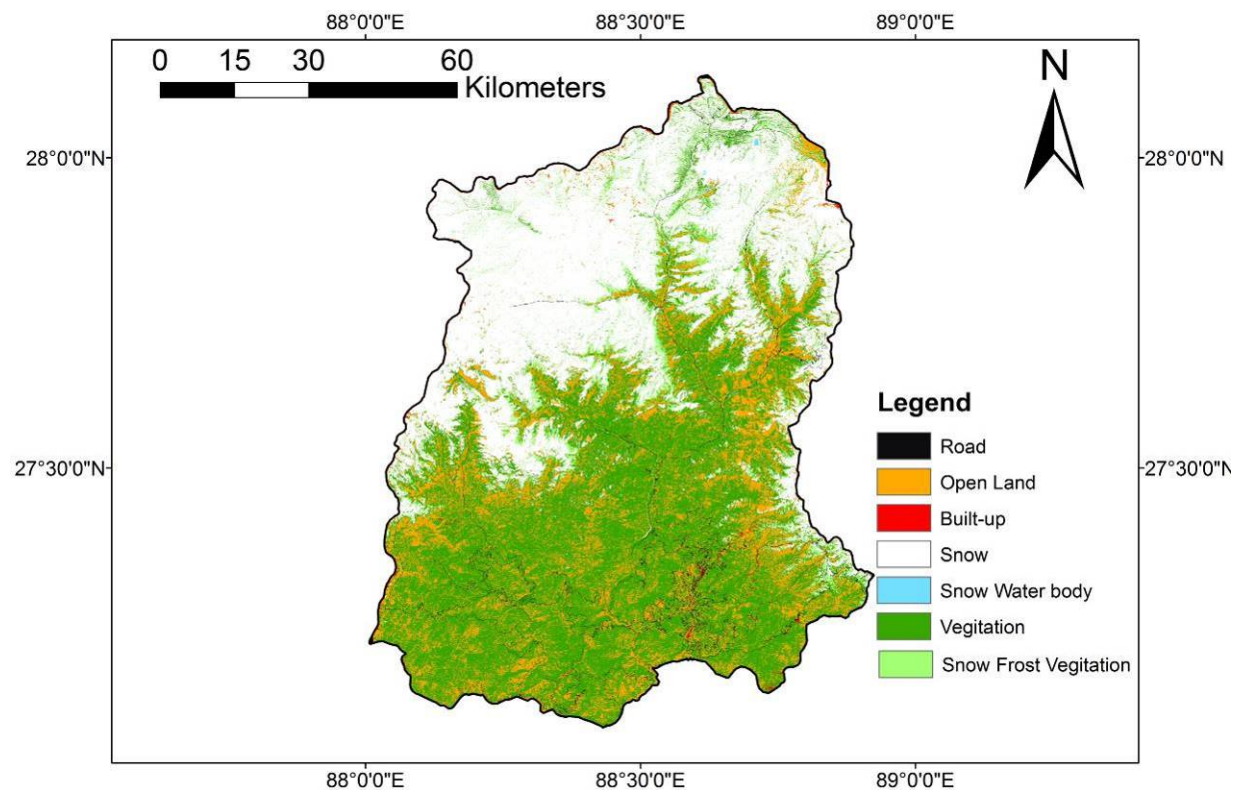 88°0'0"E 88°30'0"E 89°0'0"E
0 15 30 60
Kilometers
N
28°0'0"N 28°0'0"N
Legend
Road
27°30'0"N 27°30'0"N
Open Land
Built-up
Snow
Snow Water body
Vegitation
Snow Frost Vegitation
88°0'0"E 88°30'0"E 89°0'0"E